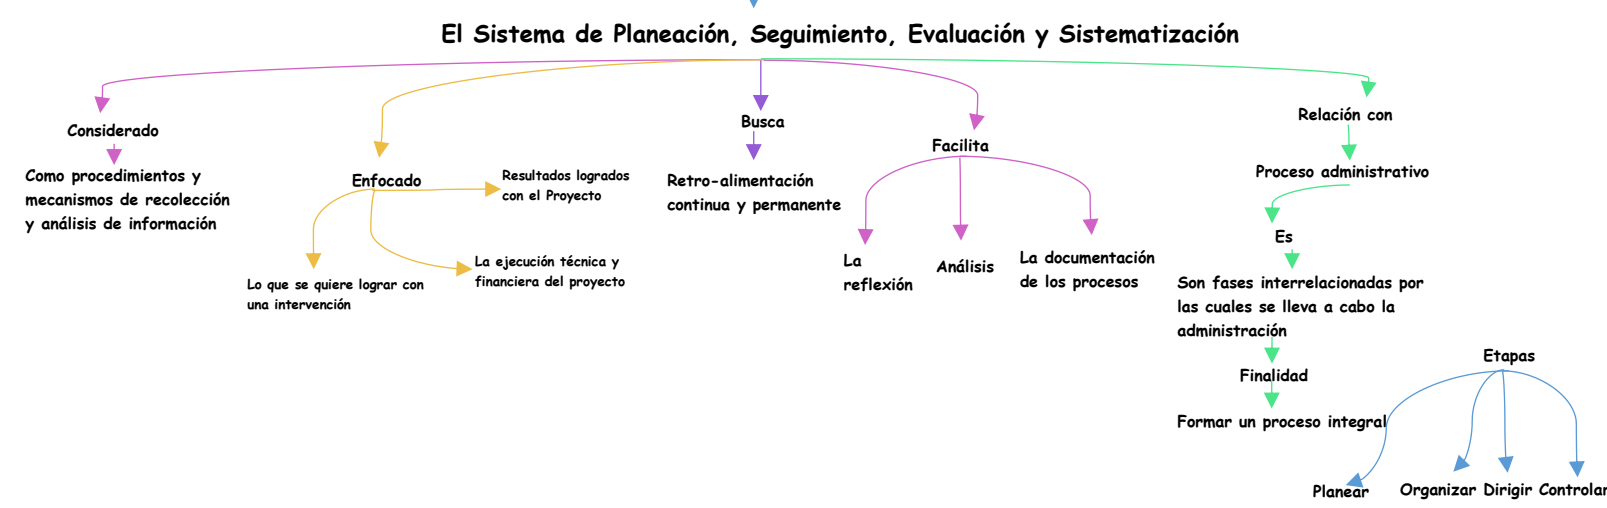 El Sistema de Planeación, Seguimiento, Evaluación y Sistematización
Considerado
Como procedimientos y
mecanismos de recolección
y análisis de información
Enfocado
Resultados logrados
con el Proyecto
La ejecución técnica y
financiera del proyecto
Lo que se quiere lograr con
una intervención
Busca
Retro-alimentación
continua y permanente
Facilita
La
reflexión
Análisis
La documentación
de los procesos
Relación con
Proceso administrativo
Es
Son fases interrelacionadas por
las cuales se lleva a cabo la
administración
Finalidad
Formar un proceso integral
Etapas
Planear
Organizar
Dirigir
Controlar